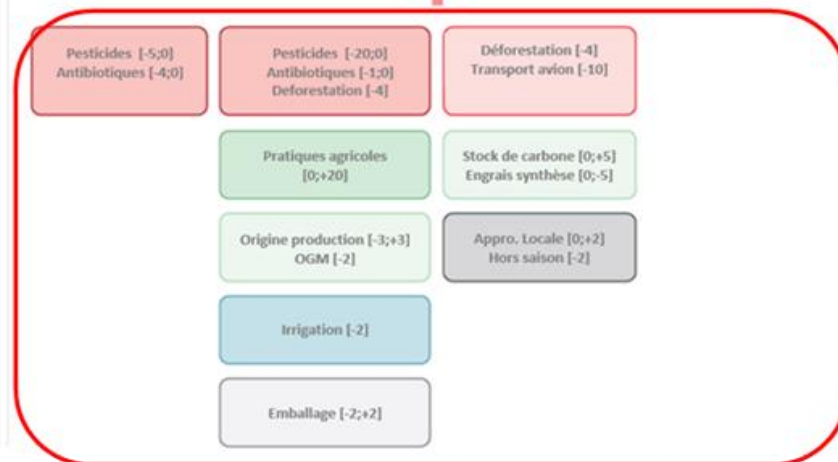 Pesticides [-5;0]
Antibiotiques [-4;0]
Pesticides [-20;0]
Antibiotiques [-1;0]
Deforestation [-4]
Déforestation [-4]
Transport avion [-10]
Pratiques agricoles
[0;+20]
Stock de carbone [0;+5]
Engrais synthèse [0;-5]
Origine production [-3;+3]
OGM [-2]
Appro. Locale [0;+2]
Hors saison [-2]
Irrigation [-2]
Emballage [-2;+2]